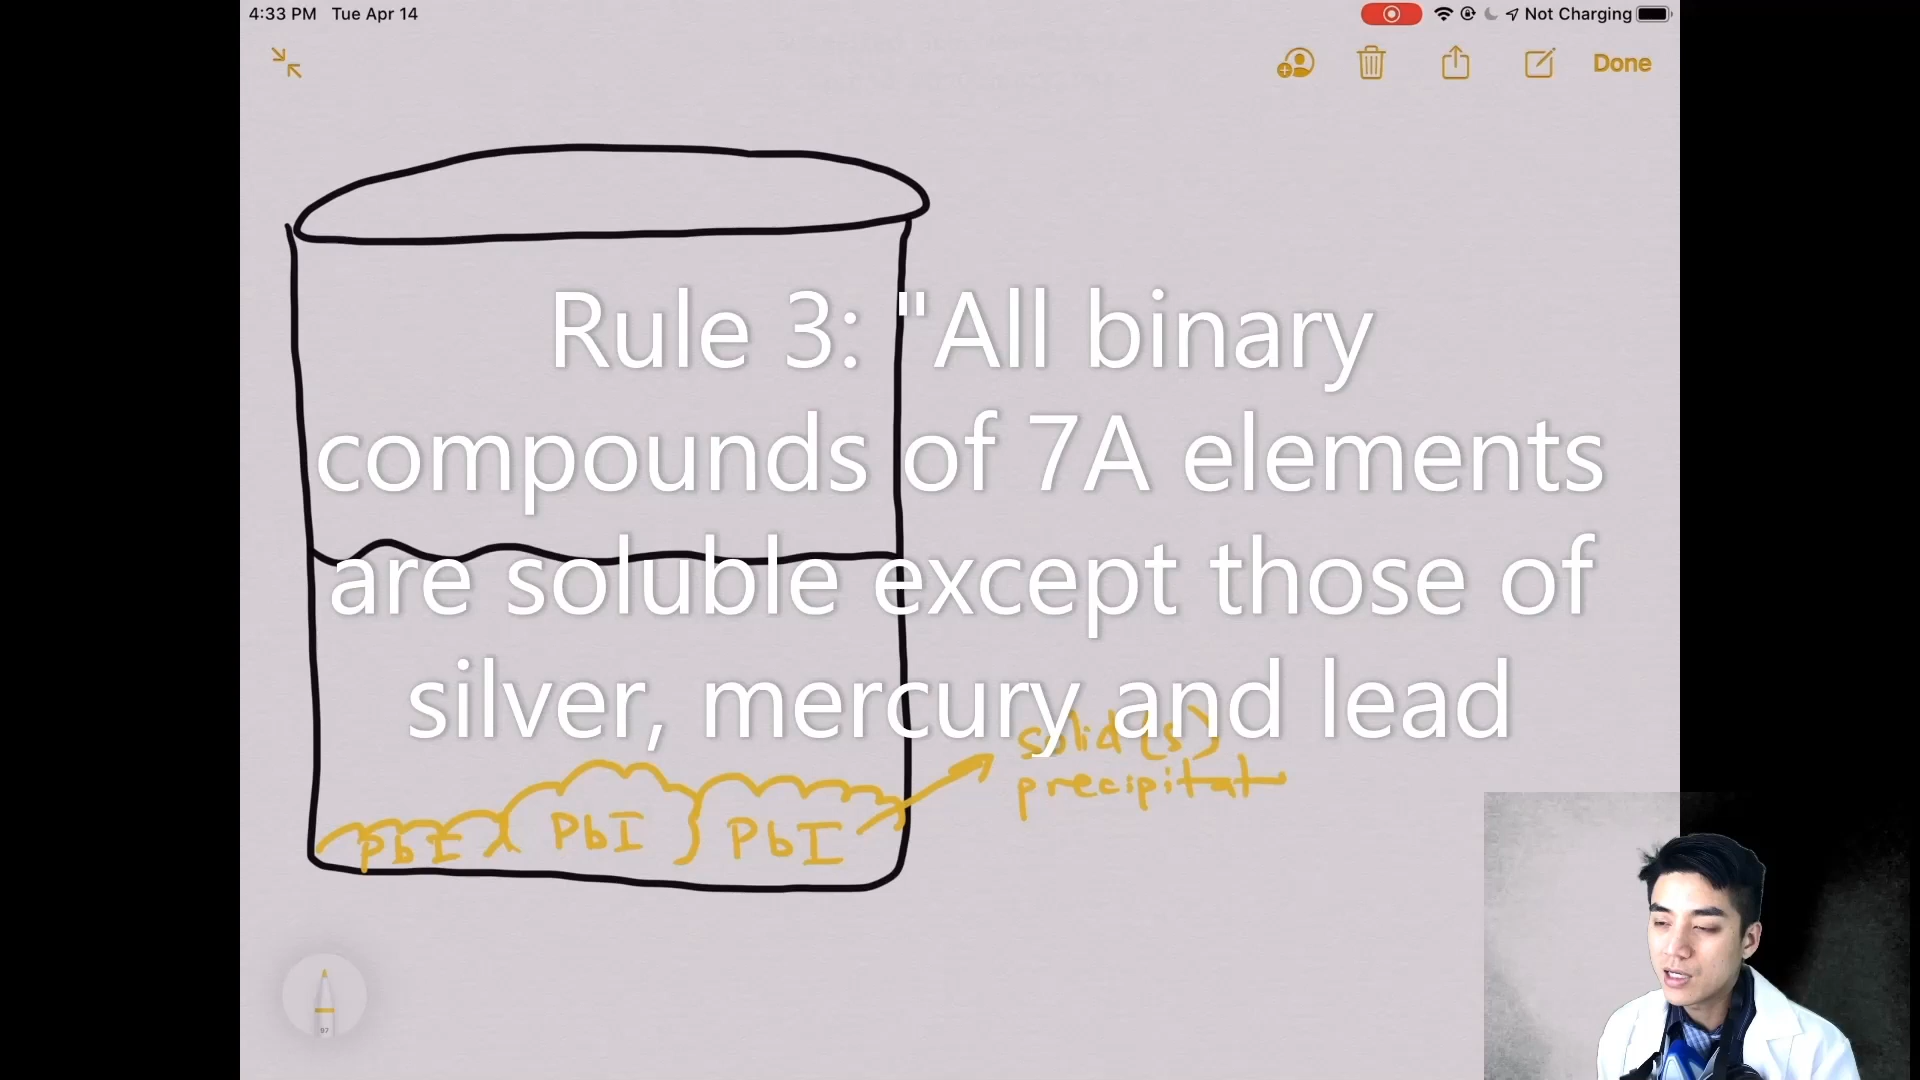 4:33 PM Tue Apr 14
Not Charging
Done
Rule 3: "All binary
compounds of 7A elements
are soluble except those of
silver, mercury and lead
solid(s)
precipitat
PbI PbI PbI
97